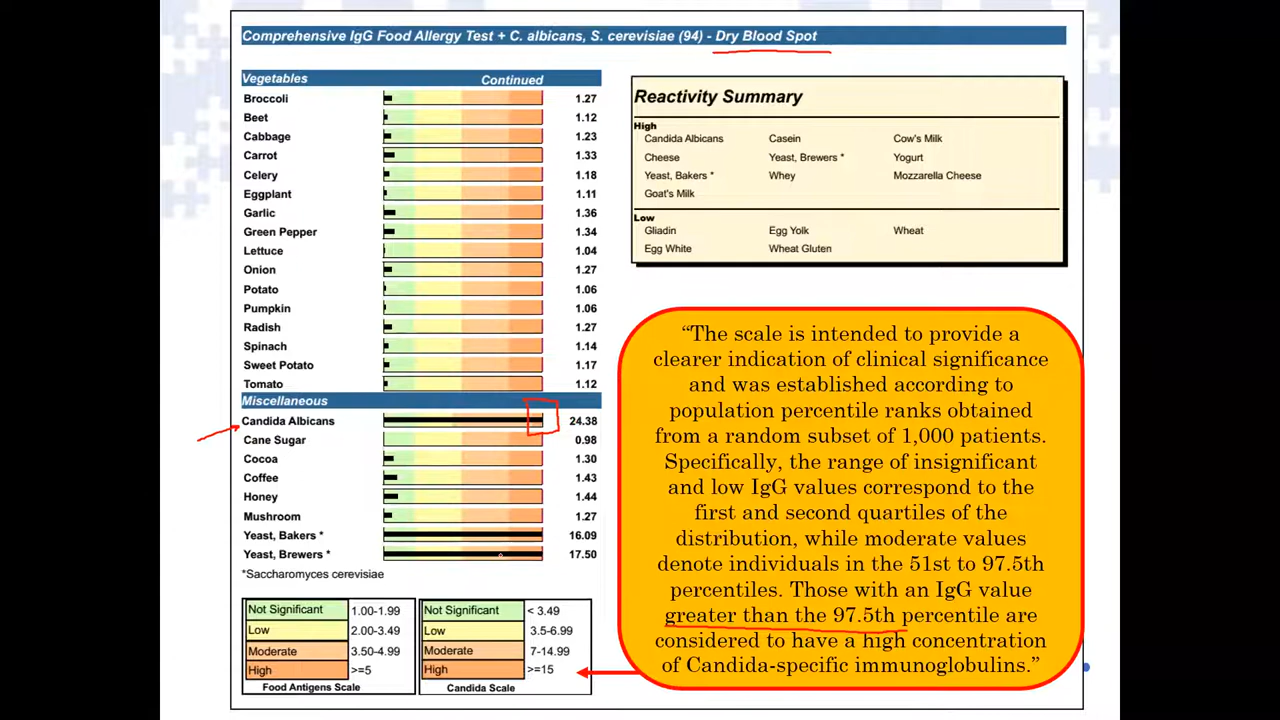 Comprehensive IgG Food Allergy Test + C. albicans, S. cerevisiae (94) - Dry Blood Spot
Vegetables Continued
Broccoli 1.27
Beet 1.12
Cabbage 1.23
Carrot 1.33
Celery 1.18
Eggplant 1.11
Garlic 1.36
Green Pepper 1.34
Lettuce 1.04
Onion 1.27
Potato 1.06
Pumpkin 1.06
Radish 1.27
Spinach 1.14
Sweet Potato 1.17
Tomato 1.12
Miscellaneous
Candida Albicans 24.38
Cane Sugar 0.98
Cocoa 1.30
Coffee 1.43
Honey 1.44
Mushroom 1.27
Yeast, Bakers * 16.09
Yeast, Brewers * 17.50
*Saccharomyces cerevisiae
Not Significant 1.00-1.99
Low 2.00-3.49
Moderate 3.50-4.99
High >=5
Food Antigens Scale
Not Significant < 3.49
Low 3.5-6.99
Moderate 7-14.99
High >=15
Candida Scale
Reactivity Summary
High
Candida Albicans Casein Cow's Milk
Cheese Yeast, Brewers * Yogurt
Yeast, Bakers * Whey Mozzarella Cheese
Goat's Milk
Low
Gliadin Egg Yolk Wheat
Egg White Wheat Gluten
“The scale is intended to provide a
clearer indication of clinical significance
and was established according to
population percentile ranks obtained
from a random subset of 1,000 patients.
Specifically, the range of insignificant
and low IgG values correspond to the
first and second quartiles of the
distribution, while moderate values
denote individuals in the 51st to 97.5th
percentiles. Those with an IgG value
greater than the 97.5th percentile are
considered to have a high concentration
of Candida-specific immunoglobulins.”